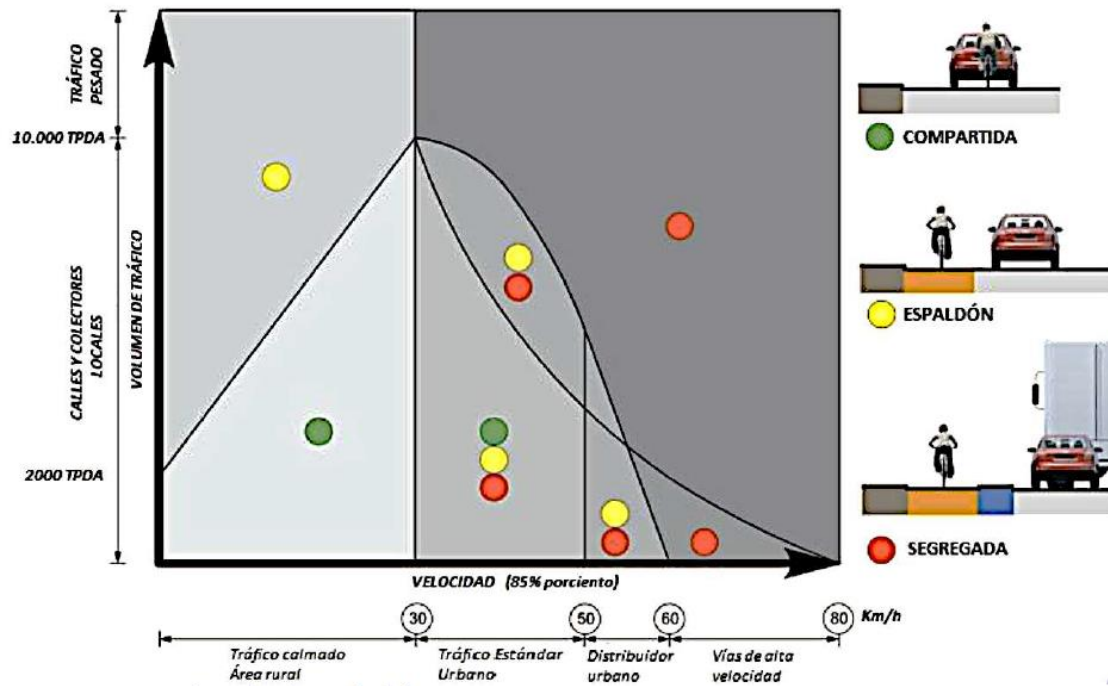 TRÁFICO
PESADO
10.000 TPDA
CALLES Y COLECTORES
LOCALES
VOLUMEN DE TRÁFICO
2000 TPDA
COMPARTIDA
ESPALDÓN
SEGREGADA
VELOCIDAD (85% porciento)
30
50
60
80
Km/h
Tráfico calmado
Área rural
Tráfico Estándar
Urbano
Distribuidor
urbano
Vías de alta
velocidad